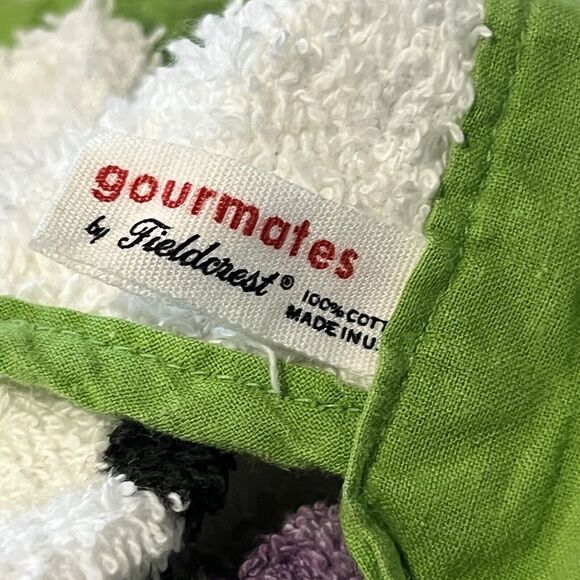 gourmates
by Fieldcrest®
100% COTT
MADE IN U.